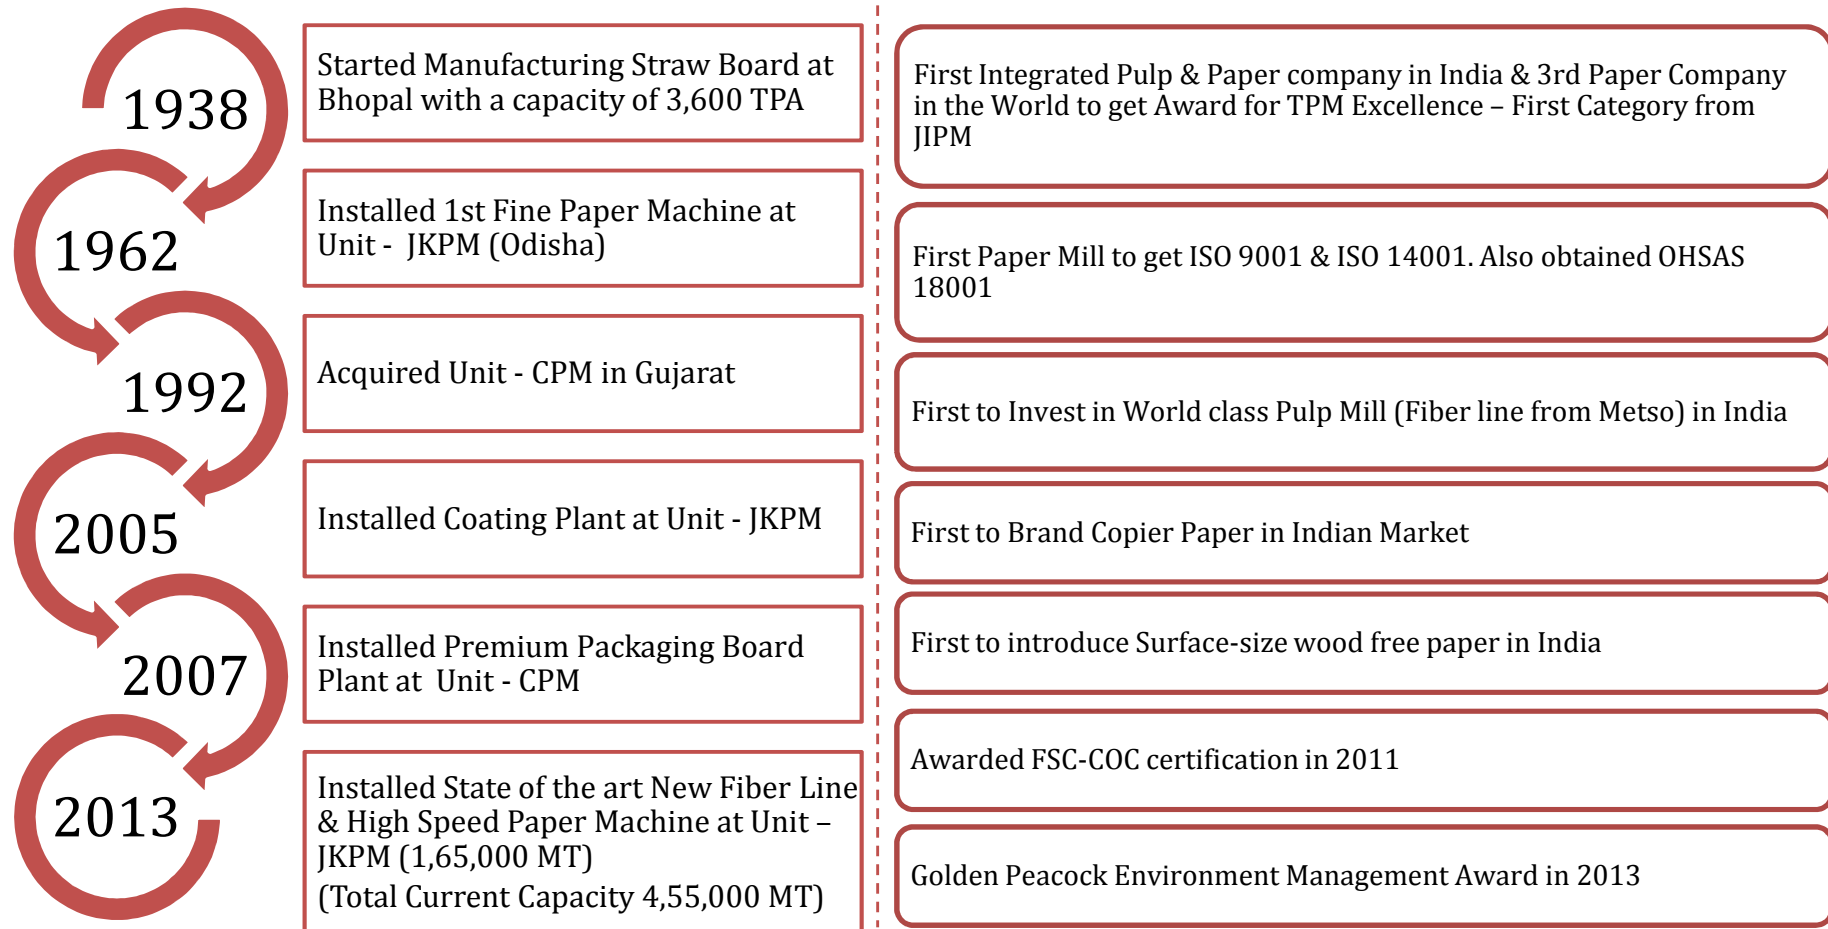 1938
Started Manufacturing Straw Board at
Bhopal with a capacity of 3,600 TPA
1962
Installed 1st Fine Paper Machine at
Unit - JKPM (Odisha)
1992
Acquired Unit - CPM in Gujarat
2005
Installed Coating Plant at Unit - JKPM
2007
Installed Premium Packaging Board
Plant at Unit - CPM
2013
Installed State of the art New Fiber Line
& High Speed Paper Machine at Unit –
JKPM (1,65,000 MT)
(Total Current Capacity 4,55,000 MT)
First Integrated Pulp & Paper company in India & 3rd Paper Company
in the World to get Award for TPM Excellence – First Category from
JIPM
First Paper Mill to get ISO 9001 & ISO 14001. Also obtained OHSAS
18001
First to Invest in World class Pulp Mill (Fiber line from Metso) in India
First to Brand Copier Paper in Indian Market
First to introduce Surface-size wood free paper in India
Awarded FSC-COC certification in 2011
Golden Peacock Environment Management Award in 2013